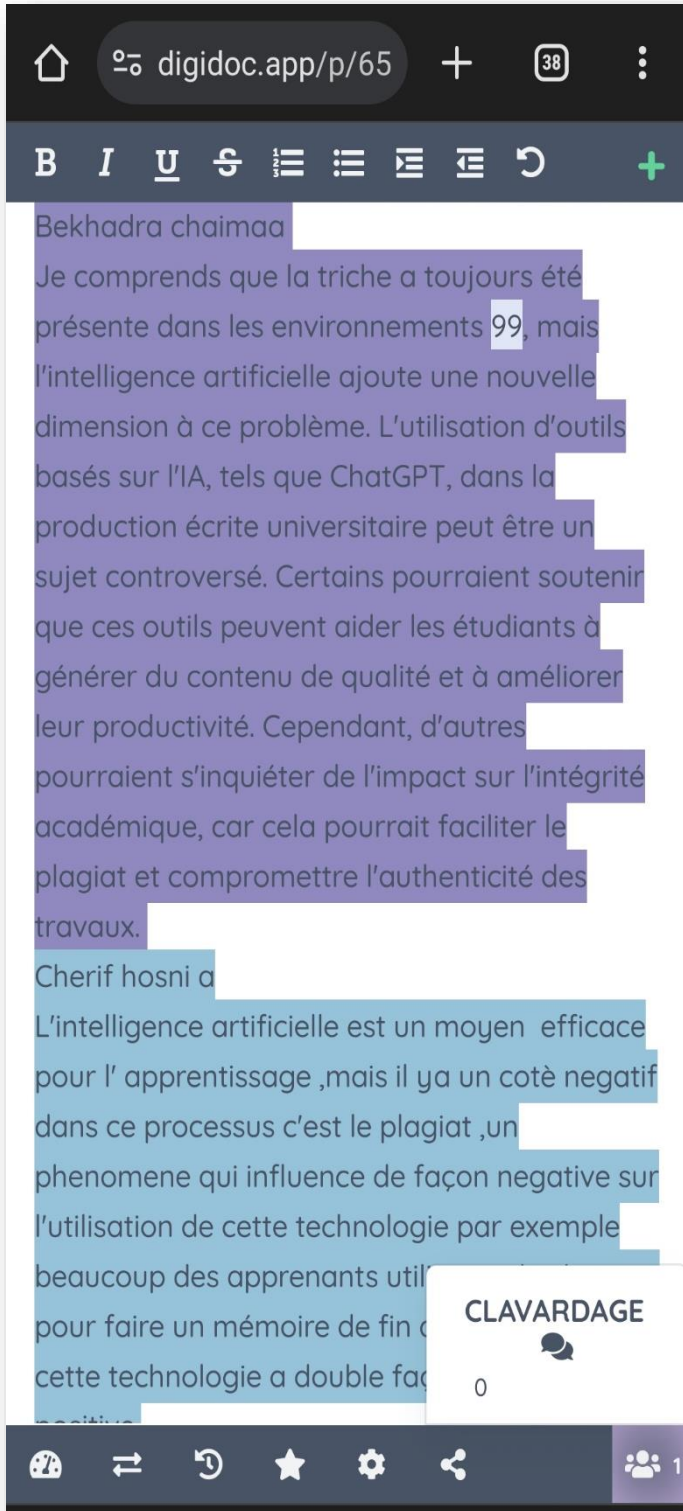 digidoc.app/p/65
38
B I U S
Bekhadra chaimaa
Je comprends que la triche a toujours été
présente dans les environnements 99, mais
l'intelligence artificielle ajoute une nouvelle
dimension à ce problème. L'utilisation d'outils
basés sur l'IA, tels que ChatGPT, dans la
production écrite universitaire peut être un
sujet controversé. Certains pourraient soutenir
que ces outils peuvent aider les étudiants à
générer du contenu de qualité et à améliorer
leur productivité. Cependant, d'autres
pourraient s'inquiéter de l'impact sur l'intégrité
académique, car cela pourrait faciliter le
plagiat et compromettre l'authenticité des
travaux.
Cherif hosni a
L'intelligence artificielle est un moyen  efficace
pour l' apprentissage ,mais il ya un cotè negatif
dans ce processus c'est le plagiat ,un
phenomene qui influence de façon negative sur
l'utilisation de cette technologie par exemple
beaucoup des apprenants util
pour faire un mémoire de fin
cette technologie a double
CLAVARDAGE
0
1